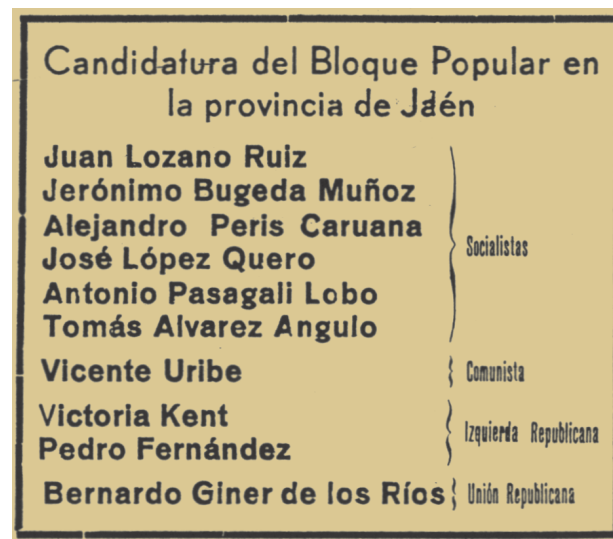 Candidatura del Bloque Popular en
la provincia de Jaén
Juan Lozano Ruiz
Jerónimo Bugeda Muñoz
Alejandro Peris Caruana
José López Quero
Antonio Pasagali Lobo
Tomás Alvarez Angulo
Socialistas
Vicente Uribe
Comunista
Victoria Kent
Pedro Fernández
Izquierda Republicana
Bernardo Giner de los Ríos
Unión Republicana